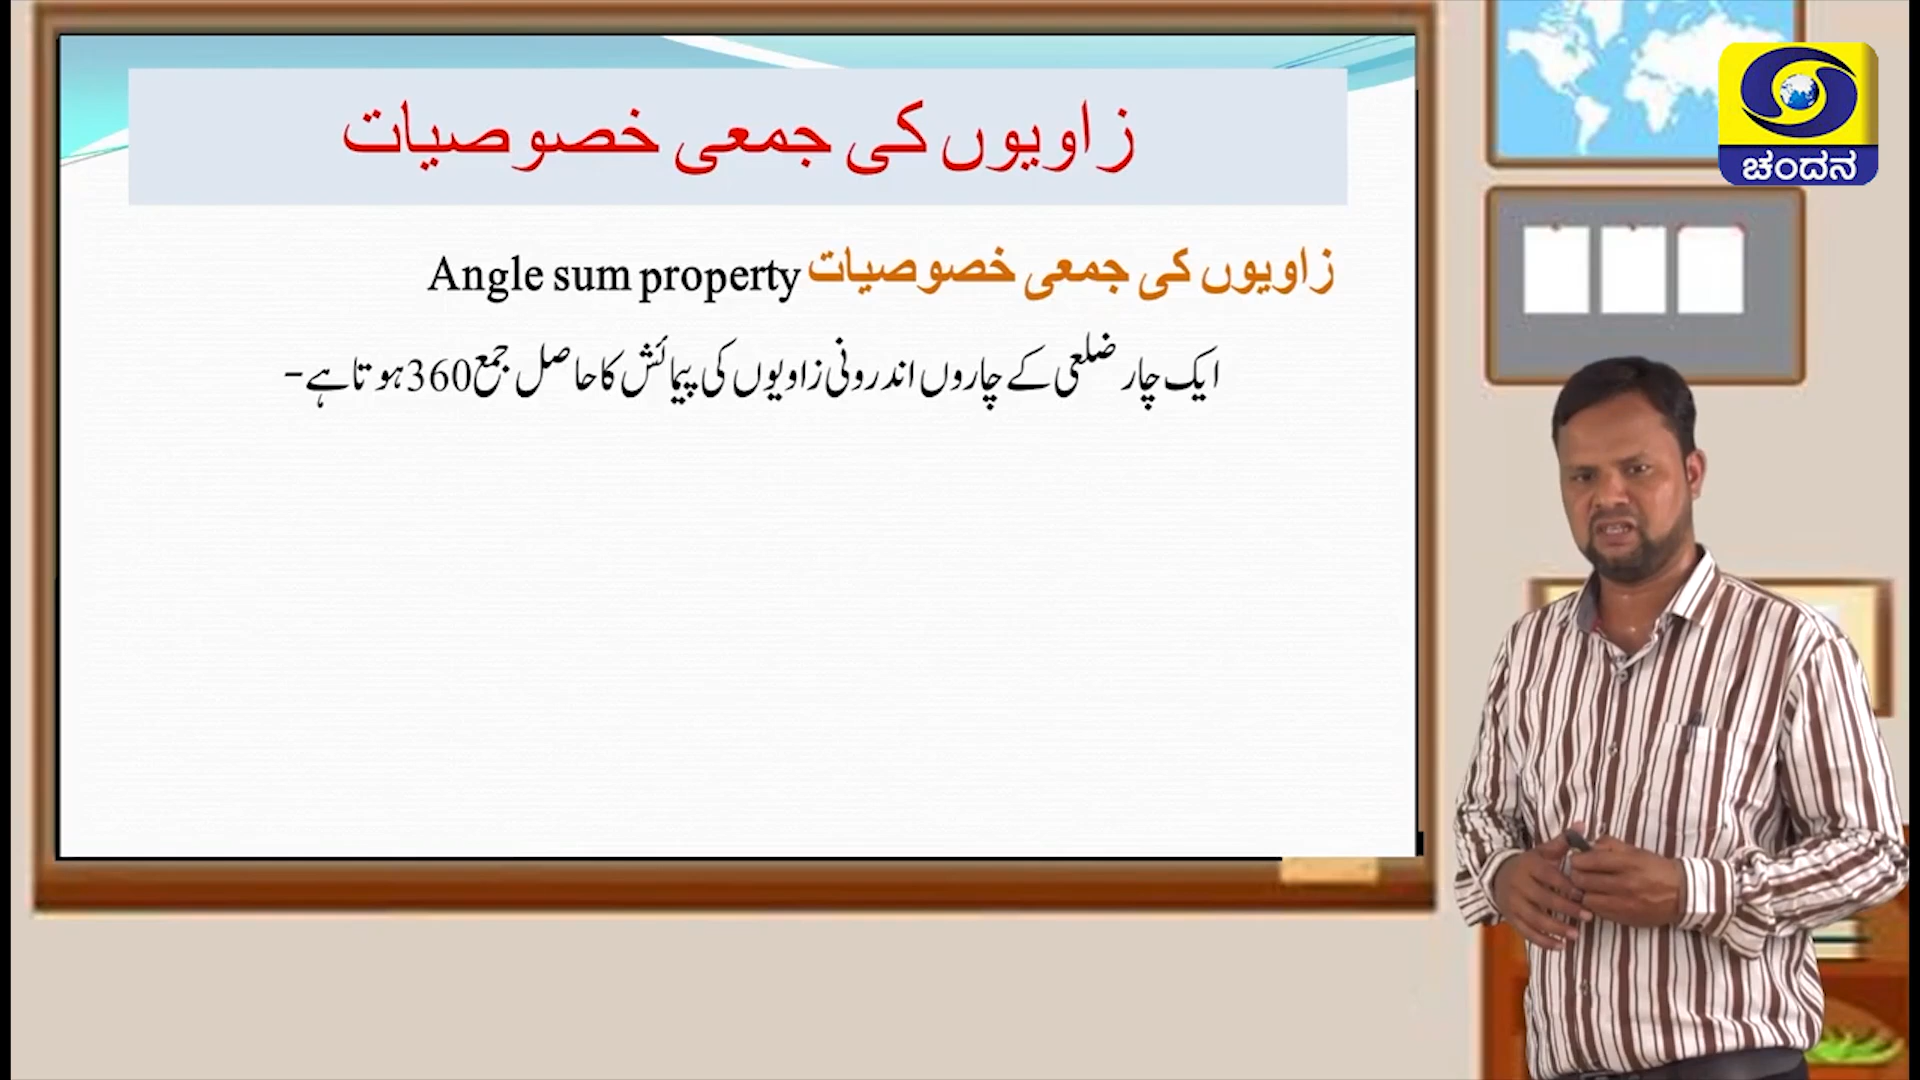 زاویوں کی جمعی خصوصیات
زاویوں کی جمعی خصوصیات Angle sum property
ایک چار ضلعی کے چاروں اندرونی زاویوں کی پیمائش کا حاصل جمع 360 ہوتا ہے -
ಚಂದನ